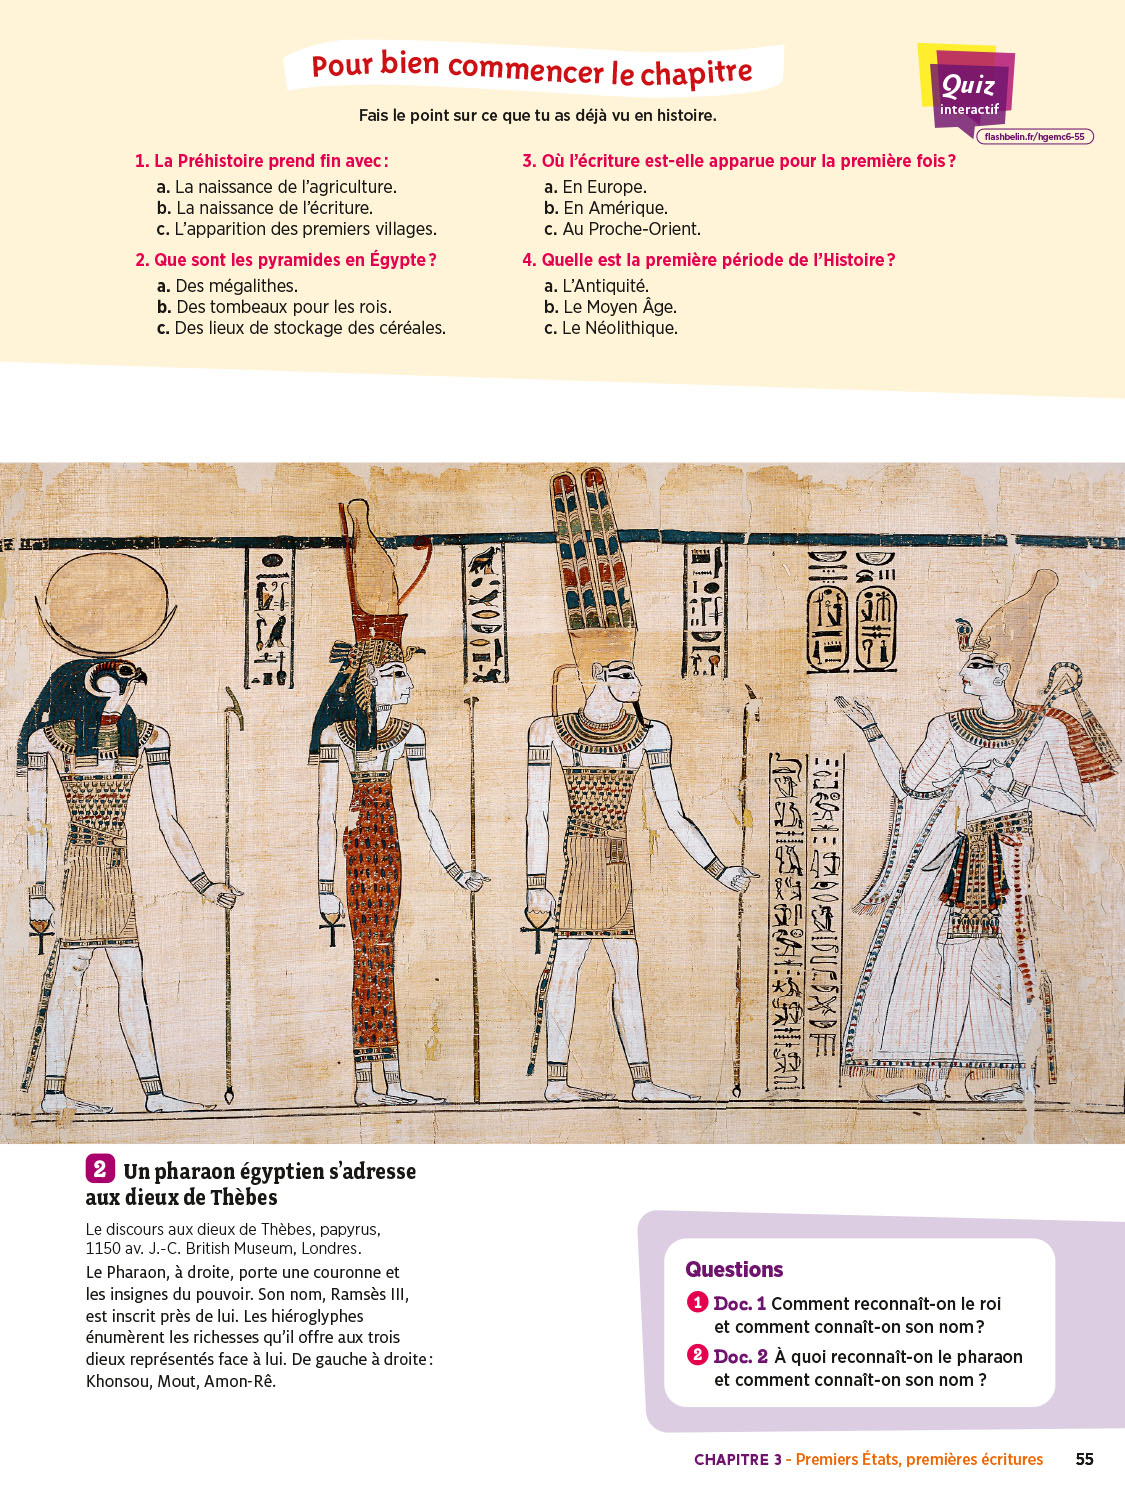 Pour bien commencer le chapitre
Fais le point sur ce que tu as déjà vu en histoire.
Quiz
interactif
flashbelin.fr/hgemc6-55
1. La Préhistoire prend fin avec :
a. La naissance de l'agriculture.
b. La naissance de l'écriture.
c. L'apparition des premiers villages.
2. Que sont les pyramides en Égypte ?
a. Des mégalithes.
b. Des tombeaux pour les rois.
c. Des lieux de stockage des céréales.
3. Où l'écriture est-elle apparue pour la première fois ?
a. En Europe.
b. En Amérique.
c. Au Proche-Orient.
4. Quelle est la première période de l'Histoire ?
a. L'Antiquité.
b. Le Moyen Âge.
c. Le Néolithique.
2 Un pharaon égyptien s'adresse
aux dieux de Thèbes
Le discours aux dieux de Thèbes, papyrus,
1150 av. J.-C. British Museum, Londres.
Le Pharaon, à droite, porte une couronne et
les insignes du pouvoir. Son nom, Ramsès III,
est inscrit près de lui. Les hiéroglyphes
énumèrent les richesses qu'il offre aux trois
dieux représentés face à lui. De gauche à droite :
Khonsou, Mout, Amon-Rê.
Questions
1 Doc. 1 Comment reconnaît-on le roi
et comment connaît-on son nom ?
2 Doc. 2 À quoi reconnaît-on le pharaon
et comment connaît-on son nom ?
CHAPITRE 3 - Premiers États, premières écritures 55